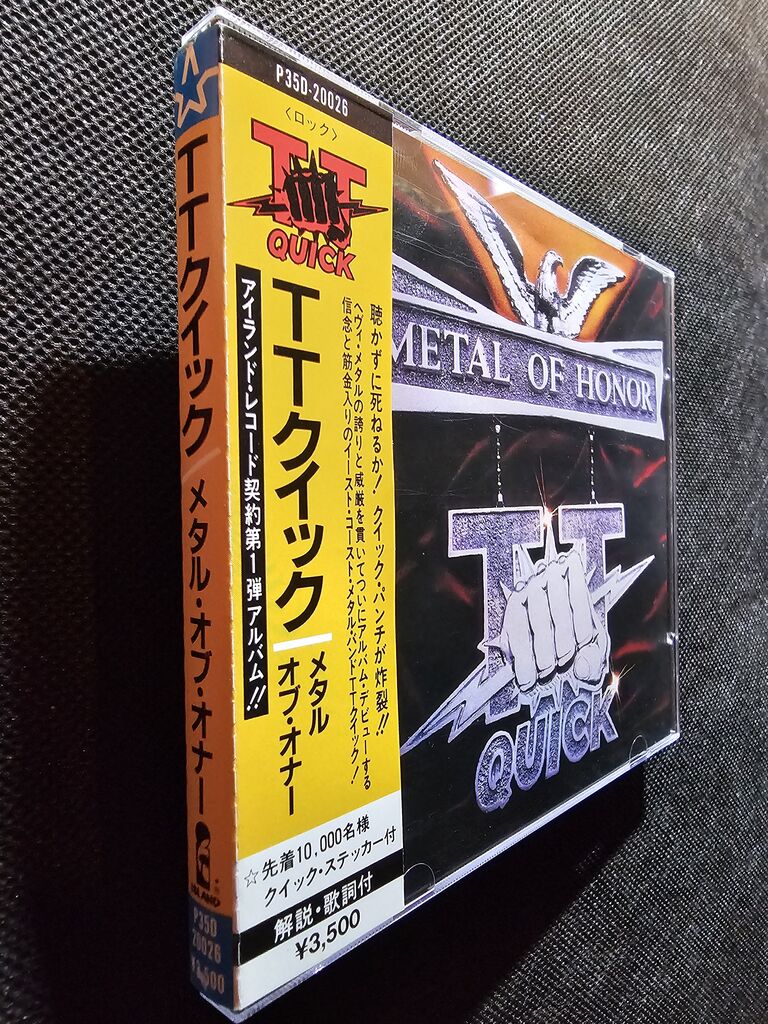 TTクイック／メタル・オブ・オナー
ISLAND
P35D
20026
¥3,500
P35D-20026
〈ロック〉
TT
QUICK
TTクイック／メタル
オブ・オナー
アイランド・レコード契約第1弾アルバム!!
聴かずに死ねるか! クイック・パンチが炸裂!!
ヘヴィ・メタルの誇りと威厳を貫いてついにアルバム・デビューする
信念と筋金入りのイースト・コースト・メタル・バンドTTクイック!
☆先着10,000名様
クイック・ステッカー付
解説・歌詞付
¥3,500
METAL OF HONOR
TT
QUICK